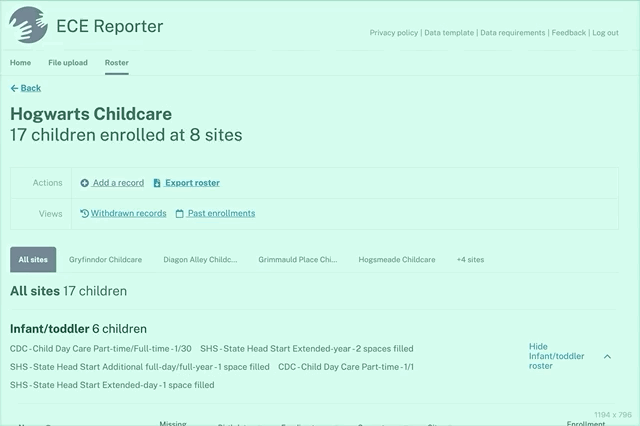 ECE Reporter
Privacy policy | Data template | Data requirements | Feedback | Log out
Home File upload Roster
Back
Hogwarts Childcare
17 children enrolled at 8 sites
Actions Add a record Export roster
Views Withdrawn records Past enrollments
All sites Gryfinndor Childcare Diagon Alley Childc... Grimmauld Place Chi... Hogsmeade Childcare +4 sites
All sites 17 children
Infant/toddler 6 children
CDC - Child Day Care Part-time/Full-time - 1/30 SHS - State Head Start Extended-year - 2 spaces filled
SHS - State Head Start Additional full-day/full-year - 1 space filled CDC - Child Day Care Part-time - 1/1
SHS - State Head Start Extended-day - 1 space filled
Hide
Infant/toddler
roster
1194 x 796
Missing
Enrollment